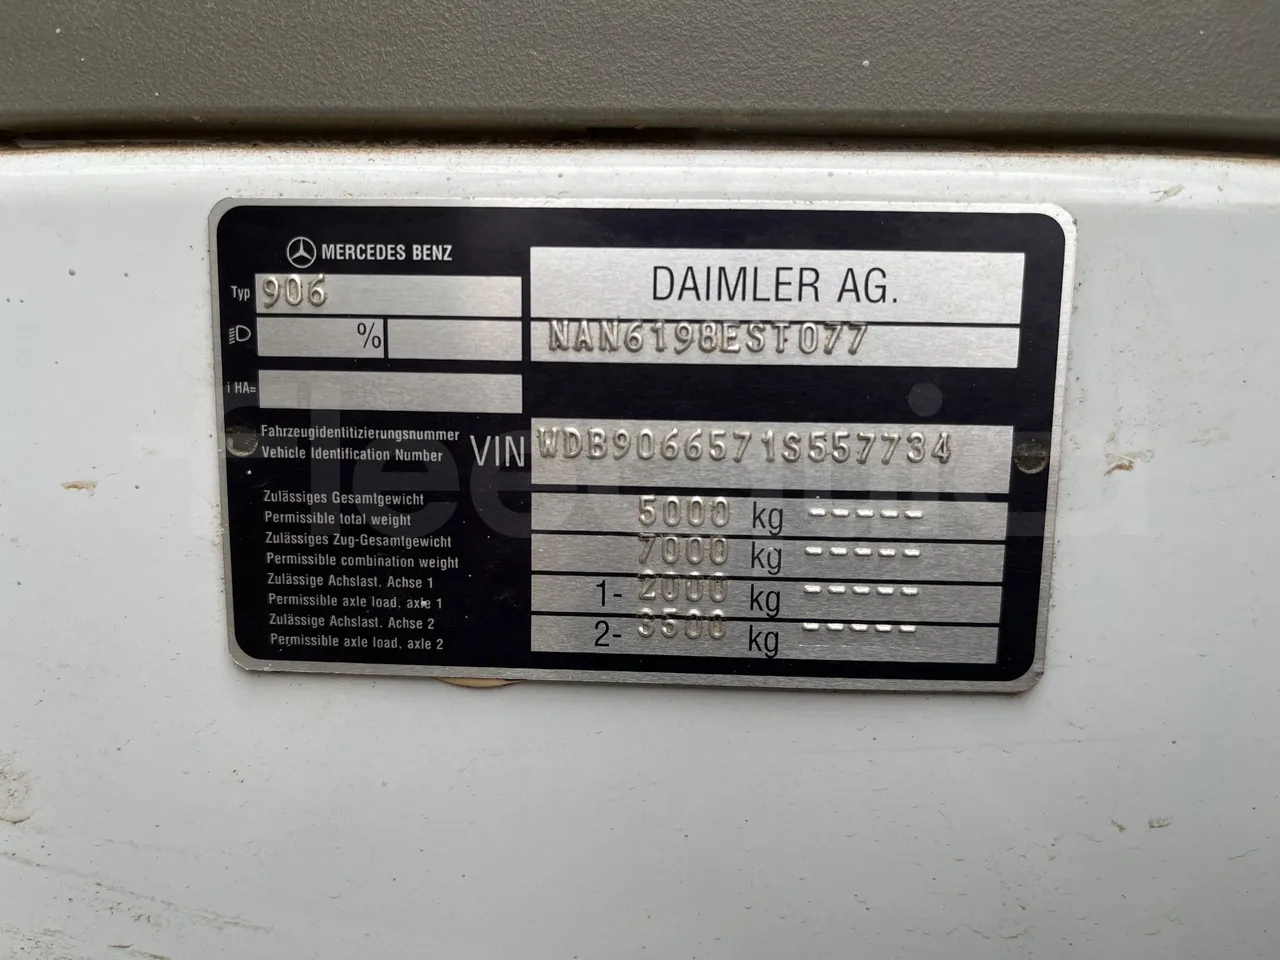 MERCEDES BENZ
DAIMLER AG.
Typ 906
NAN6198EST077
%
HA=
Fahrzeugidentitizierungsnummer
Vehicle Identification Number
VIN WDB9066571S557734
Zulässiges Gesamtgewicht
Permissible total weight
5000 kg -----
Zulässiges Zug-Gesamtgewicht
Permissible combination weight
7000 kg -----
Zulässige Achslast. Achse 1
Permissible axle load. axle 1
1- 2000 kg -----
Zulässige Achslast. Achse 2
Permissible axle load. axle 2
2- 3500 kg -----